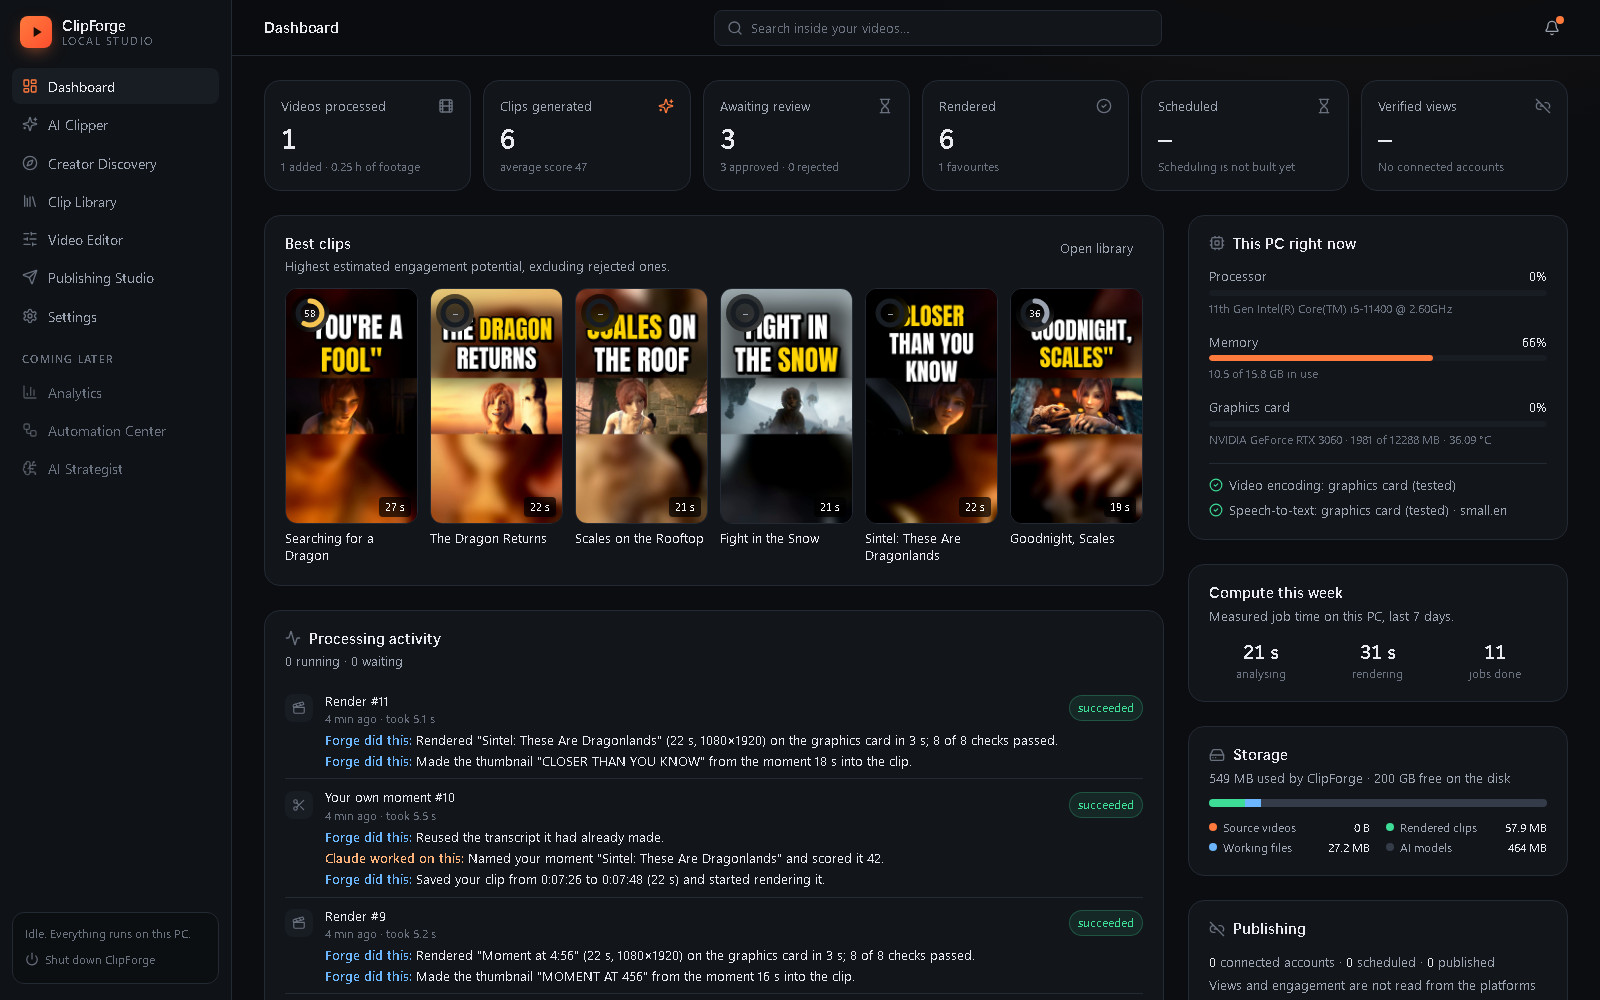 ClipForge
LOCAL STUDIO
Dashboard
AI Clipper
Creator Discovery
Clip Library
Video Editor
Publishing Studio
Settings
COMING LATER
Analytics
Automation Center
AI Strategist
Idle. Everything runs on this PC.
Shut down ClipForge
Dashboard
Search inside your videos...
Videos processed
1
1 added · 0.25 h of footage
Clips generated
6
average score 47
Awaiting review
3
3 approved · 0 rejected
Rendered
6
1 favourites
Scheduled
–
Scheduling is not built yet
Verified views
–
No connected accounts
Best clips
Highest estimated engagement potential, excluding rejected ones.
Open library
58
YOU'RE A
FOOL"
27 s
Searching for a
Dragon
–
THE DRAGON
RETURNS
22 s
The Dragon Returns
–
SCALES ON
THE ROOF
21 s
Scales on the Rooftop
–
FIGHT IN
THE SNOW
21 s
Fight in the Snow
–
CLOSER
THAN YOU
KNOW
22 s
Sintel: These Are
Dragonlands
36
"GOODNIGHT,
SCALES"
19 s
Goodnight, Scales
Processing activity
0 running · 0 waiting
Render #11
4 min ago · took 5.1 s
succeeded
Forge did this: Rendered "Sintel: These Are Dragonlands" (22 s, 1080×1920) on the graphics card in 3 s; 8 of 8 checks passed.
Forge did this: Made the thumbnail "CLOSER THAN YOU KNOW" from the moment 18 s into the clip.
Your own moment #10
4 min ago · took 5.5 s
succeeded
Forge did this: Reused the transcript it had already made.
Claude worked on this: Named your moment "Sintel: These Are Dragonlands" and scored it 42.
Forge did this: Saved your clip from 0:07:26 to 0:07:48 (22 s) and started rendering it.
Render #9
4 min ago · took 5.2 s
succeeded
Forge did this: Rendered "Moment at 4:56" (22 s, 1080×1920) on the graphics card in 3 s; 8 of 8 checks passed.
Forge did this: Made the thumbnail "MOMENT AT 456" from the moment 16 s into the clip.
This PC right now
Processor 0%
11th Gen Intel(R) Core(TM) i5-11400 @ 2.60GHz
Memory 66%
10.5 of 15.8 GB in use
Graphics card 0%
NVIDIA GeForce RTX 3060 · 1981 of 12288 MB · 36.09 °C
Video encoding: graphics card (tested)
Speech-to-text: graphics card (tested) · small.en
Compute this week
Measured job time on this PC, last 7 days.
21 s
analysing
31 s
rendering
11
jobs done
Storage
549 MB used by ClipForge · 200 GB free on the disk
Source videos 0 B
Rendered clips 57.9 MB
Working files 27.2 MB
AI models 464 MB
Publishing
0 connected accounts · 0 scheduled · 0 published
Views and engagement are not read from the platforms